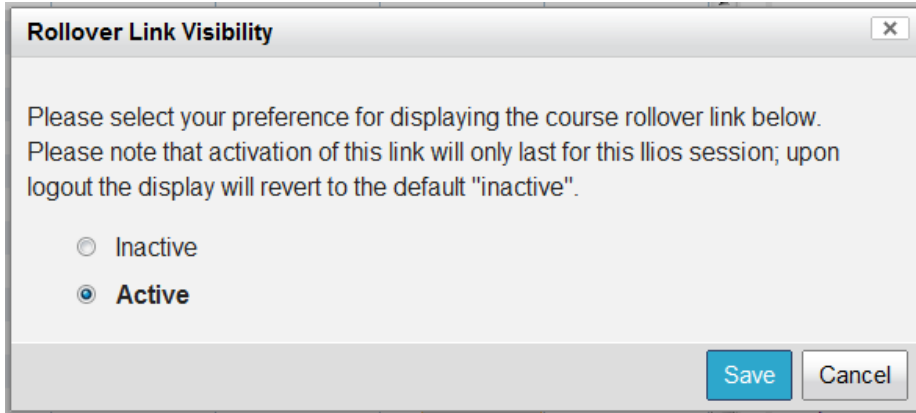 Rollover Link Visibility
Please select your preference for displaying the course rollover link below.
Please note that activation of this link will only last for this Ilios session; upon
logout the display will revert to the default "inactive".
Inactive
Active
Save Cancel